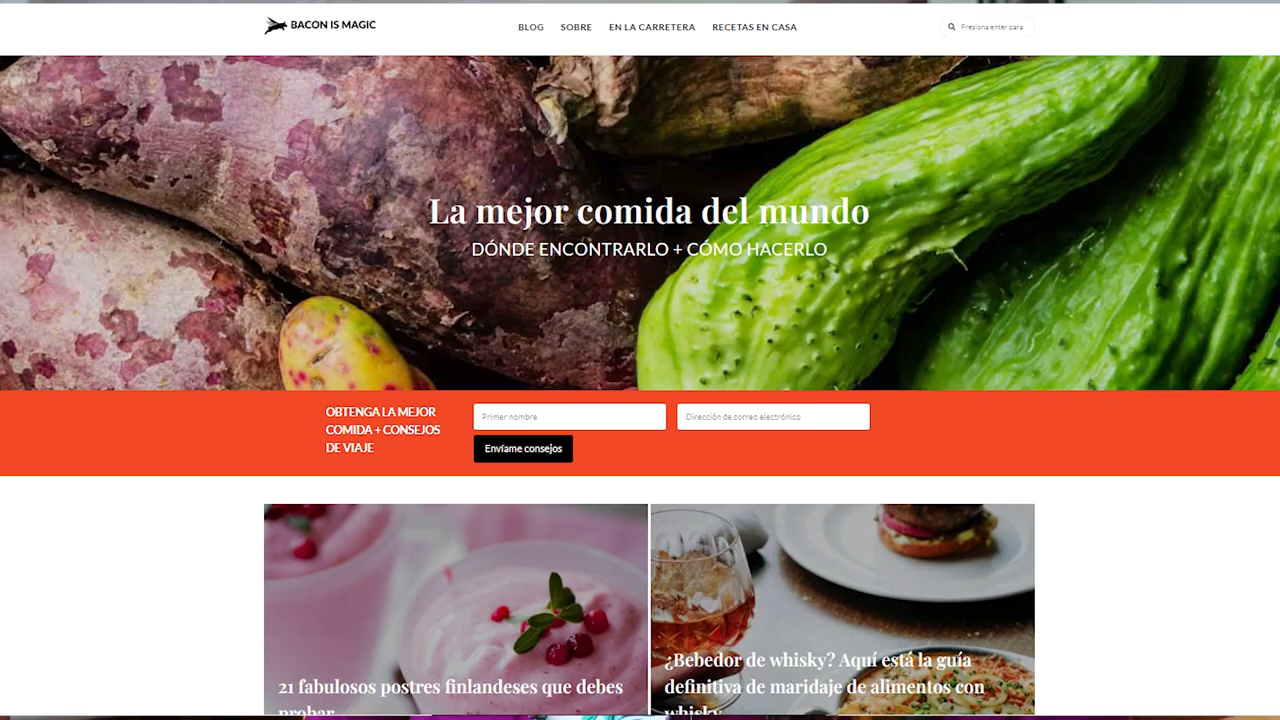 BACON IS MAGIC
BLOG SOBRE EN LA CARRETERA RECETAS EN CASA
Presiona enter para
La mejor comida del mundo
DÓNDE ENCONTRARLO + CÓMO HACERLO
OBTENGA LA MEJOR
COMIDA + CONSEJOS
DE VIAJE
Primer nombre
Dirección de correo electrónico
Envíame consejos
21 fabulosos postres finlandeses que debes
probar
¿Bebedor de whisky? Aquí está la guía
definitiva de maridaje de alimentos con
whisky